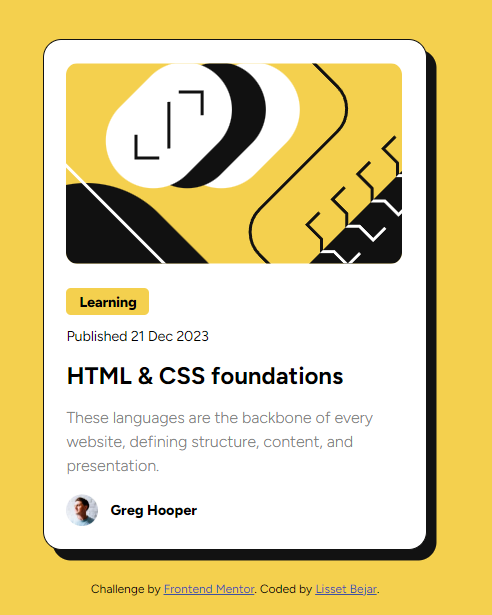 Learning
Published 21 Dec 2023
HTML & CSS foundations
These languages are the backbone of every
website, defining structure, content, and
presentation.
Greg Hooper
Challenge by Frontend Mentor. Coded by Lisset Bejar.